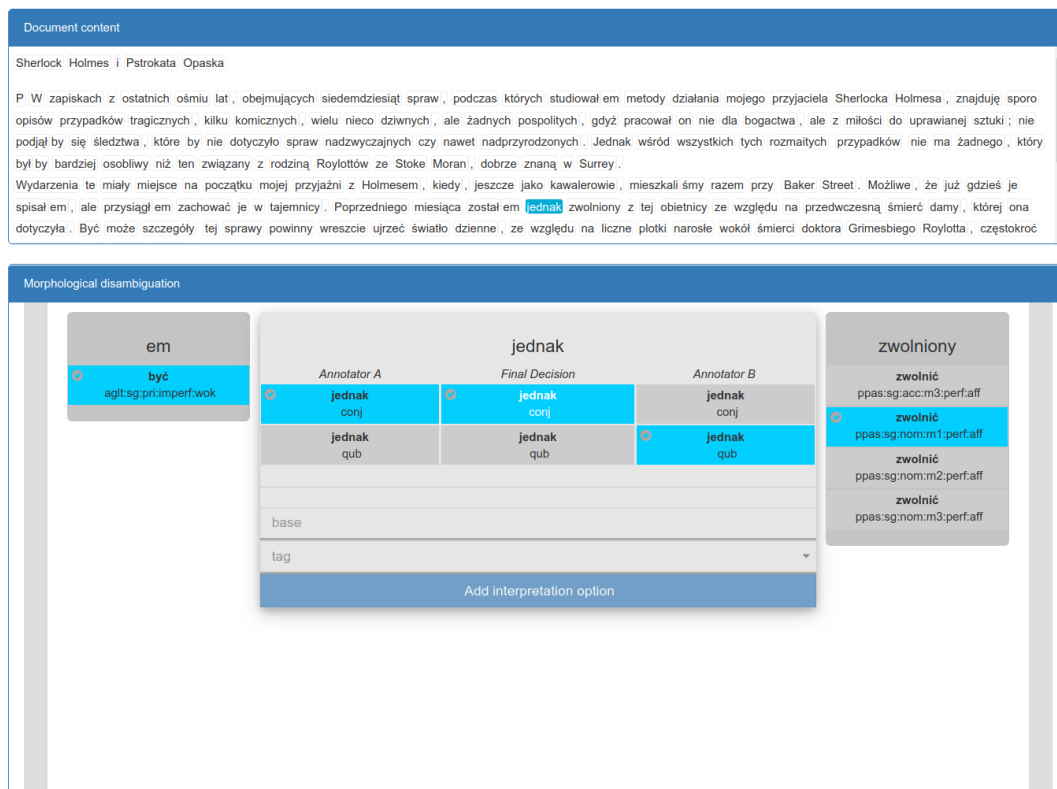 Document content
Sherlock Holmes i Pstrokata Opaska
P W zapiskach z ostatnich ośmiu lat , obejmujących siedemdziesiąt spraw , podczas których studiował em metody działania mojego przyjaciela Sherlocka Holmesa , znajduję sporo
opisów przypadków tragicznych , kilku komicznych , wielu nieco dziwnych , ale żadnych pospolitych , gdyż pracował on nie dla bogactwa , ale z miłości do uprawianej sztuki ; nie
podjął by się śledztwa , które by nie dotyczyło spraw nadzwyczajnych czy nawet nadprzyrodzonych . Jednak wśród wszystkich tych rozmaitych przypadków nie ma żadnego , który
był by bardziej osobliwy niż ten związany z rodziną Roylottów ze Stoke Moran , dobrze znaną w Surrey .
Wydarzenia te miały miejsce na początku mojej przyjaźni z Holmesem , kiedy , jeszcze jako kawalerowie , mieszkali śmy razem przy Baker Street . Możliwe , że już gdzieś je
spisał em , ale przysiągł em zachować je w tajemnicy . Poprzedniego miesiąca został em jednak zwolniony z tej obietnicy ze względu na przedwczesną śmierć damy , której ona
dotyczyła . Być może szczegóły tej sprawy powinny wreszcie ujrzeć światło dzienne , ze względu na liczne plotki narosłe wokół śmierci doktora Grimesbiego Roylotta , częstokroć
Morphological disambiguation
em
być
aglt:sg:pri:imperf:wok
jednak
Annotator A Final Decision Annotator B
jednak jednak jednak
conj conj conj
jednak jednak jednak
qub qub qub
base
tag
Add interpretation option
zwolniony
zwolnić
ppas:sg:acc:m3:perf:aff
zwolnić
ppas:sg:nom:m1:perf:aff
zwolnić
ppas:sg:nom:m2:perf:aff
zwolnić
ppas:sg:nom:m3:perf:aff